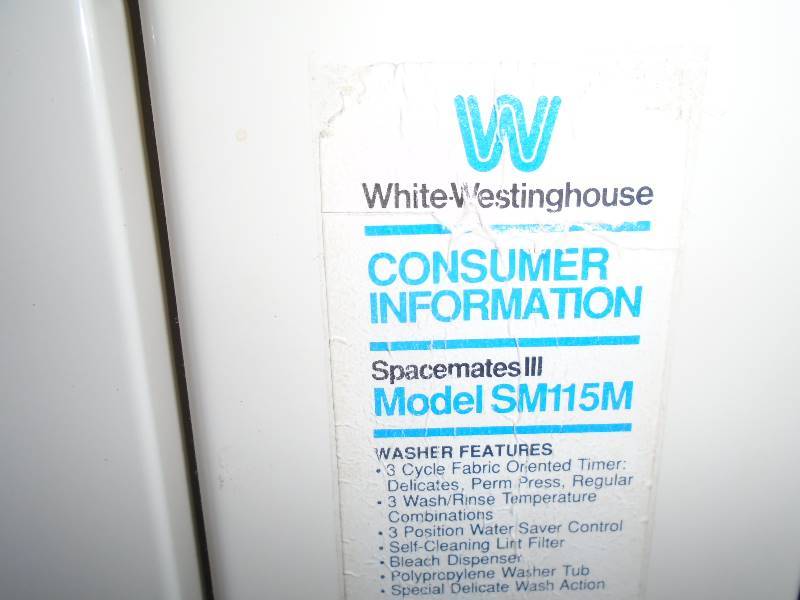 W
White-Westinghouse
CONSUMER
INFORMATION
Spacemates III
Model SM115M
WASHER FEATURES
• 3 Cycle Fabric Oriented Timer:
Delicates, Perm Press, Regular
• 3 Wash/Rinse Temperature
Combinations
• 3 Position Water Saver Control
• Self-Cleaning Lint Filter
• Bleach Dispenser
• Polypropylene Washer Tub
• Special Delicate Wash Action